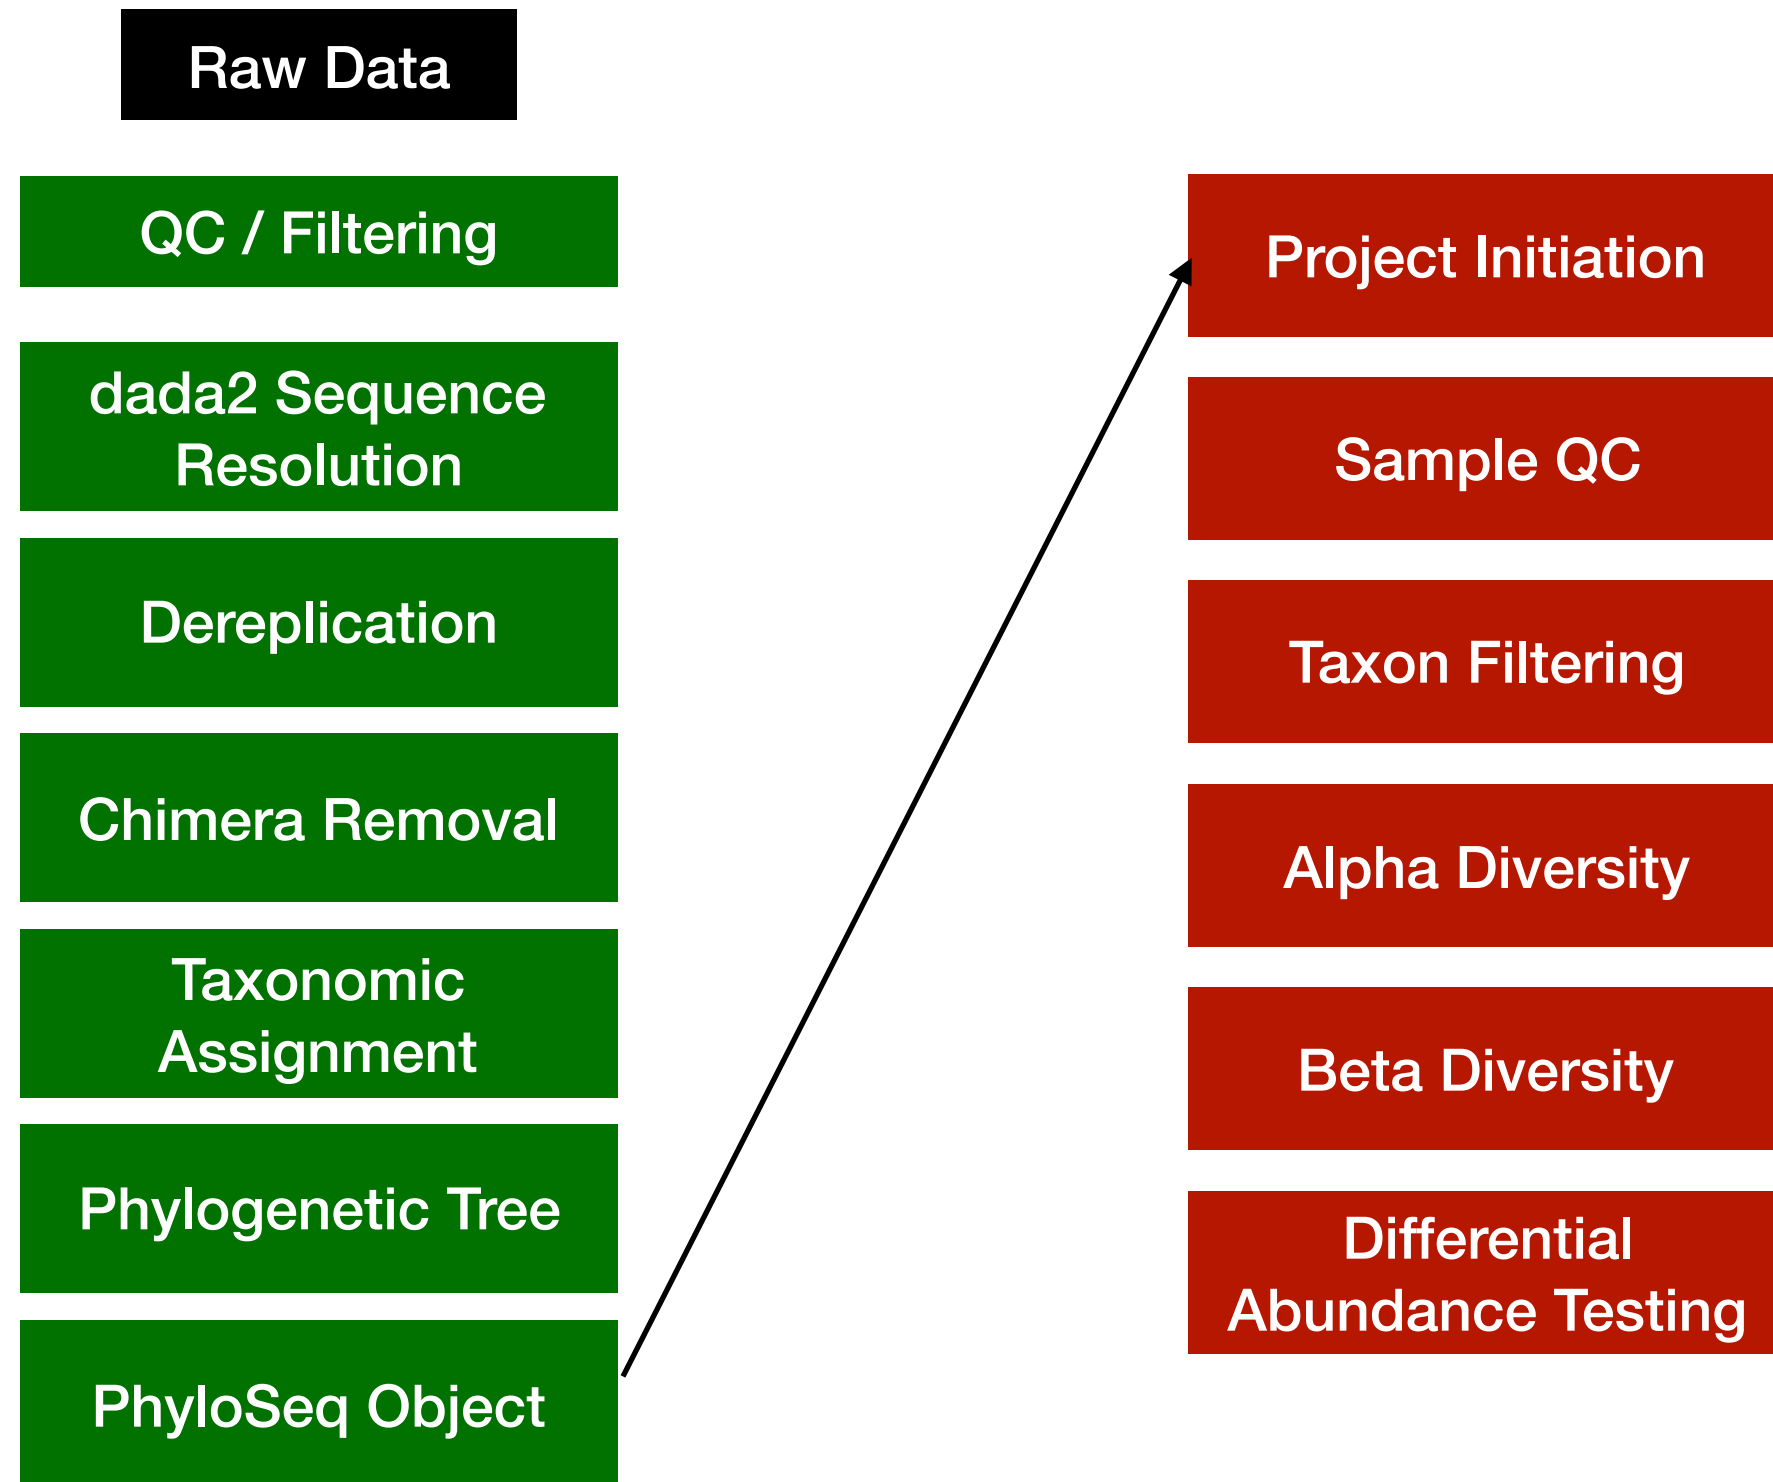 Raw Data
QC / Filtering
dada2 Sequence
Resolution
Dereplication
Chimera Removal
Taxonomic
Assignment
Phylogenetic Tree
PhyloSeq Object
Project Initiation
Sample QC
Taxon Filtering
Alpha Diversity
Beta Diversity
Differential
Abundance Testing